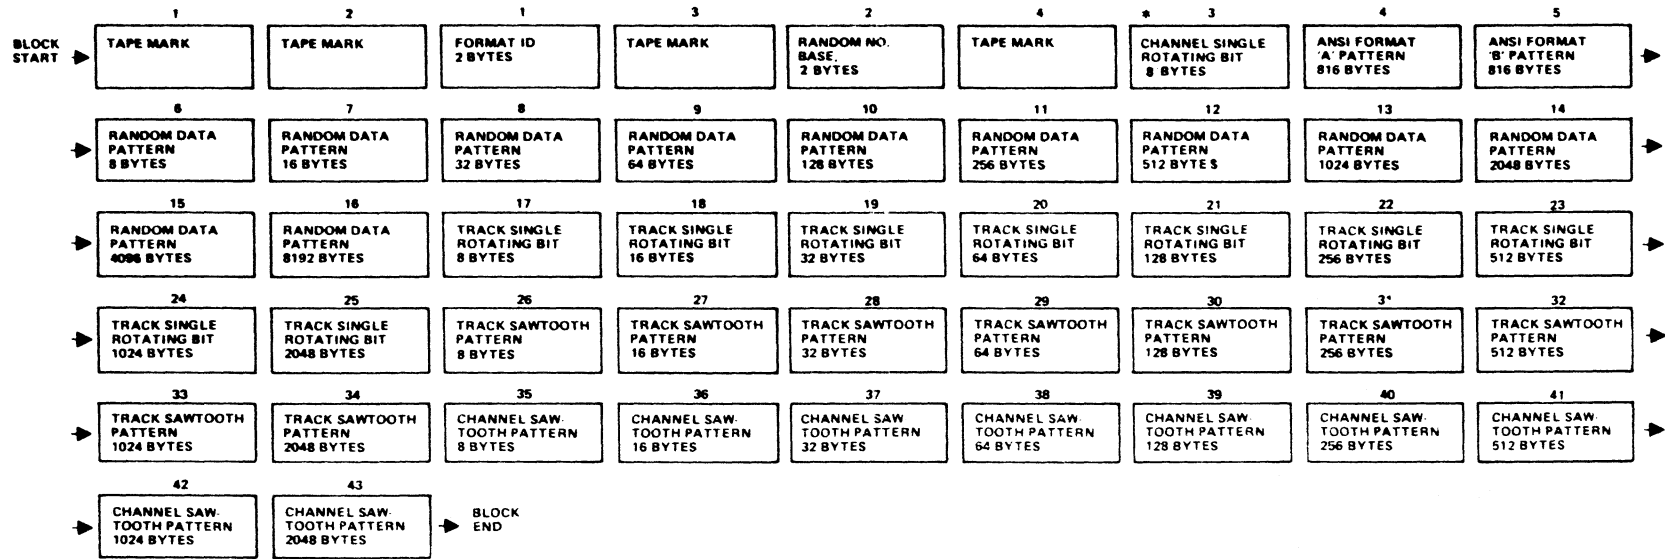 1 2 1 3 2 4 * 3 4 5
BLOCK START
TAPE MARK
TAPE MARK
FORMAT ID
2 BYTES
TAPE MARK
RANDOM NO.
BASE,
2 BYTES
TAPE MARK
CHANNEL SINGLE
ROTATING BIT
8 BYTES
ANSI FORMAT
'A' PATTERN
816 BYTES
ANSI FORMAT
'B' PATTERN
816 BYTES
6 7 8 9 10 11 12 13 14
RANDOM DATA
PATTERN
8 BYTES
RANDOM DATA
PATTERN
16 BYTES
RANDOM DATA
PATTERN
32 BYTES
RANDOM DATA
PATTERN
64 BYTES
RANDOM DATA
PATTERN
128 BYTES
RANDOM DATA
PATTERN
256 BYTES
RANDOM DATA
PATTERN
512 BYTES
RANDOM DATA
PATTERN
1024 BYTES
RANDOM DATA
PATTERN
2048 BYTES
15 16 17 18 19 20 21 22 23
RANDOM DATA
PATTERN
4096 BYTES
RANDOM DATA
PATTERN
8192 BYTES
TRACK SINGLE
ROTATING BIT
8 BYTES
TRACK SINGLE
ROTATING BIT
16 BYTES
TRACK SINGLE
ROTATING BIT
32 BYTES
TRACK SINGLE
ROTATING BIT
64 BYTES
TRACK SINGLE
ROTATING BIT
128 BYTES
TRACK SINGLE
ROTATING BIT
256 BYTES
TRACK SINGLE
ROTATING BIT
512 BYTES
24 25 26 27 28 29 30 31 32
TRACK SINGLE
ROTATING BIT
1024 BYTES
TRACK SINGLE
ROTATING BIT
2048 BYTES
TRACK SAWTOOTH
PATTERN
8 BYTES
TRACK SAWTOOTH
PATTERN
16 BYTES
TRACK SAWTOOTH
PATTERN
32 BYTES
TRACK SAWTOOTH
PATTERN
64 BYTES
TRACK SAWTOOTH
PATTERN
128 BYTES
TRACK SAWTOOTH
PATTERN
256 BYTES
TRACK SAWTOOTH
PATTERN
512 BYTES
33 34 35 36 37 38 39 40 41
TRACK SAWTOOTH
PATTERN
1024 BYTES
TRACK SAWTOOTH
PATTERN
2048 BYTES
CHANNEL SAW-
TOOTH PATTERN
8 BYTES
CHANNEL SAW-
TOOTH PATTERN
16 BYTES
CHANNEL SAW
TOOTH PATTERN
32 BYTES
CHANNEL SAW-
TOOTH PATTERN
64 BYTES
CHANNEL SAW-
TOOTH PATTERN
128 BYTES
CHANNEL SAW-
TOOTH PATTERN
256 BYTES
CHANNEL SAW-
TOOTH PATTERN
512 BYTES
42 43
CHANNEL SAW-
TOOTH PATTERN
1024 BYTES
CHANNEL SAW-
TOOTH PATTERN
2048 BYTES
BLOCK
END